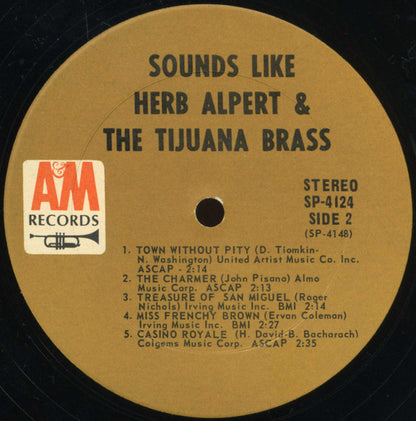 SOUNDS LIKE
HERB ALPERT &
THE TIJUANA BRASS
A&M
RECORDS
STEREO
SP-4124
SIDE 2
(SP-4148)
1. TOWN WITHOUT PITY (D. Tiomkin-
N. Washington) United Artist Music Co. Inc.
ASCAP - 2:14
2. THE CHARMER (John Pisano) Almo
Music Corp. ASCAP 2:13
3. TREASURE OF SAN MIGUEL (Roger
Nichols) Irving Music Inc. BMI 2:14
4. MISS FRENCHY BROWN (Ervan Coleman)
Irving Music Inc. BMI 2:27
5. CASINO ROYALE (H. David-B. Bacharach)
Colgems Music Corp. ASCAP 2:35